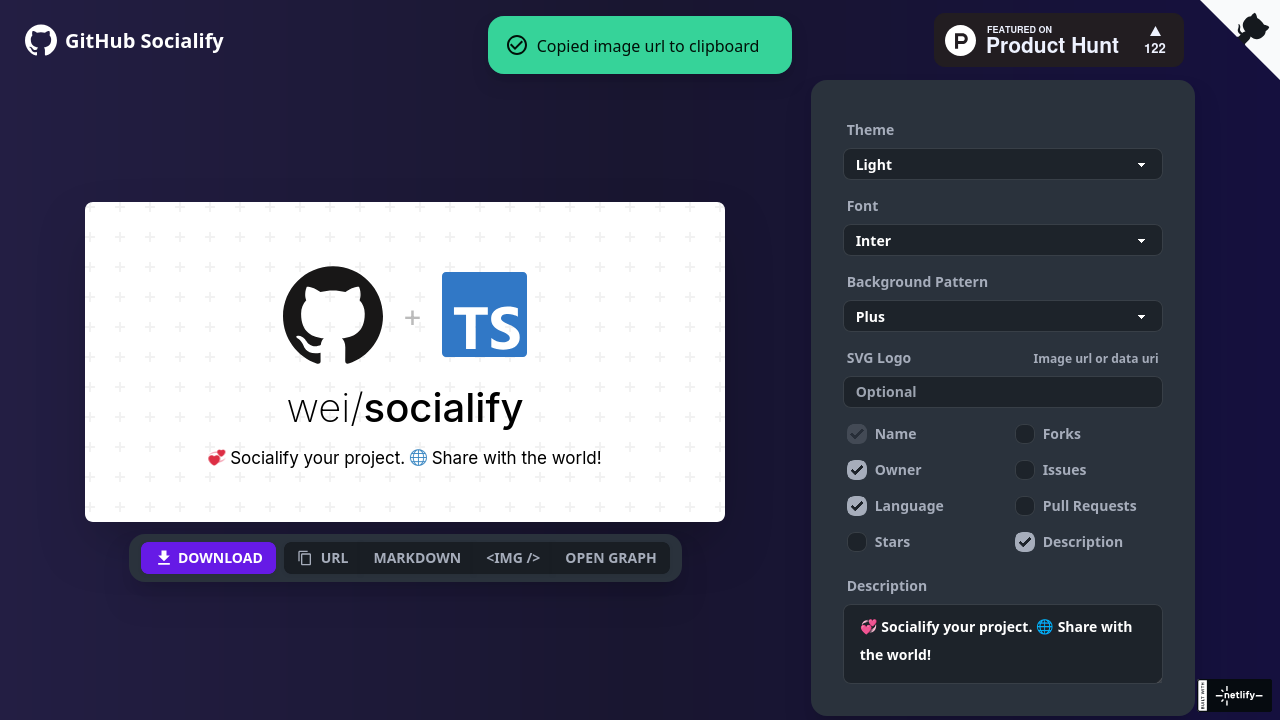 GitHub Socialify
Copied image url to clipboard
FEATURED ON
Product Hunt
122
TS
wei/socialify
💞 Socialify your project. 🌐 Share with the world!
DOWNLOAD
URL
MARKDOWN
<IMG />
OPEN GRAPH
Theme
Light
Font
Inter
Background Pattern
Plus
SVG Logo
Image url or data uri
Optional
Name
Forks
Owner
Issues
Language
Pull Requests
Stars
Description
Description
💞 Socialify your project. 🌐 Share with
the world!
BUILT WITH
netlify